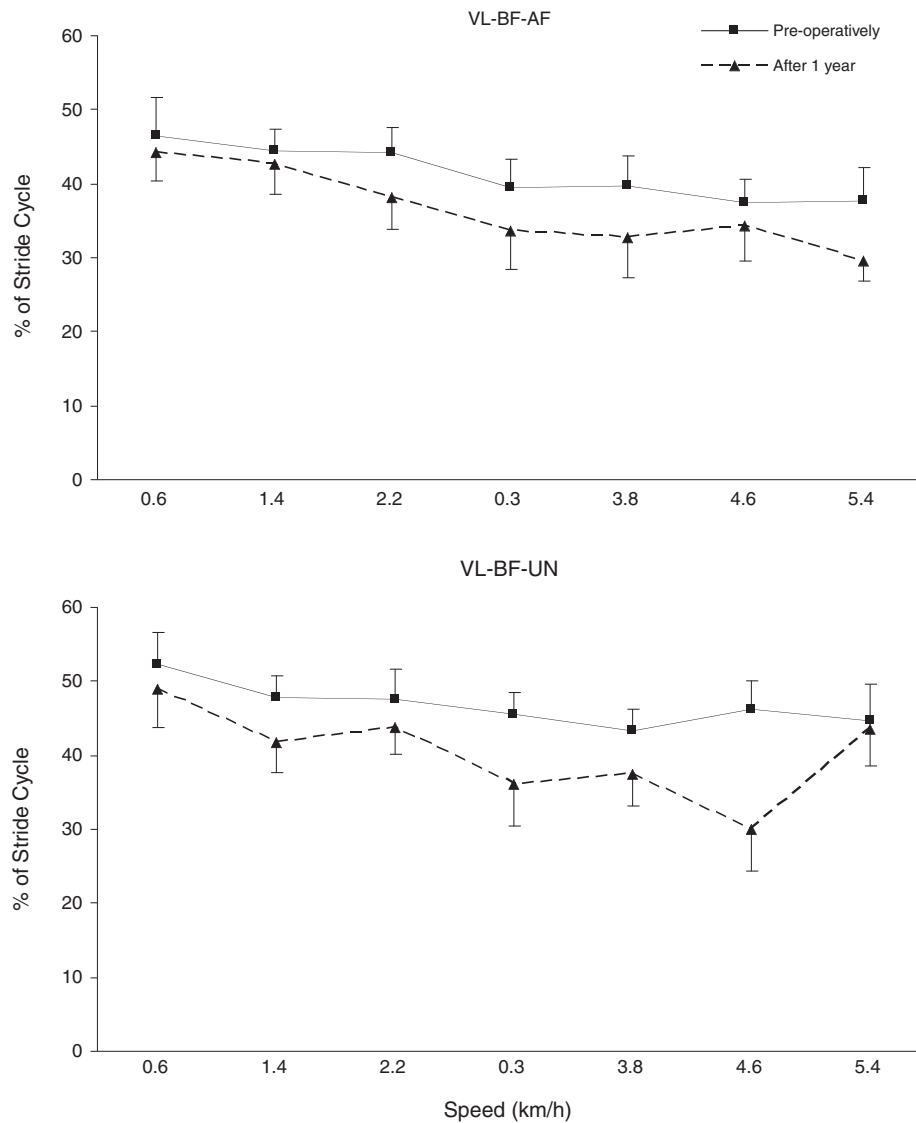 VL-BF-AF
Pre-operatively
After 1 year
% of Stride Cycle
60
50
40
30
20
10
0
0.6 1.4 2.2 0.3 3.8 4.6 5.4
VL-BF-UN
% of Stride Cycle
60
50
40
30
20
10
0
0.6 1.4 2.2 0.3 3.8 4.6 5.4
Speed (km/h)